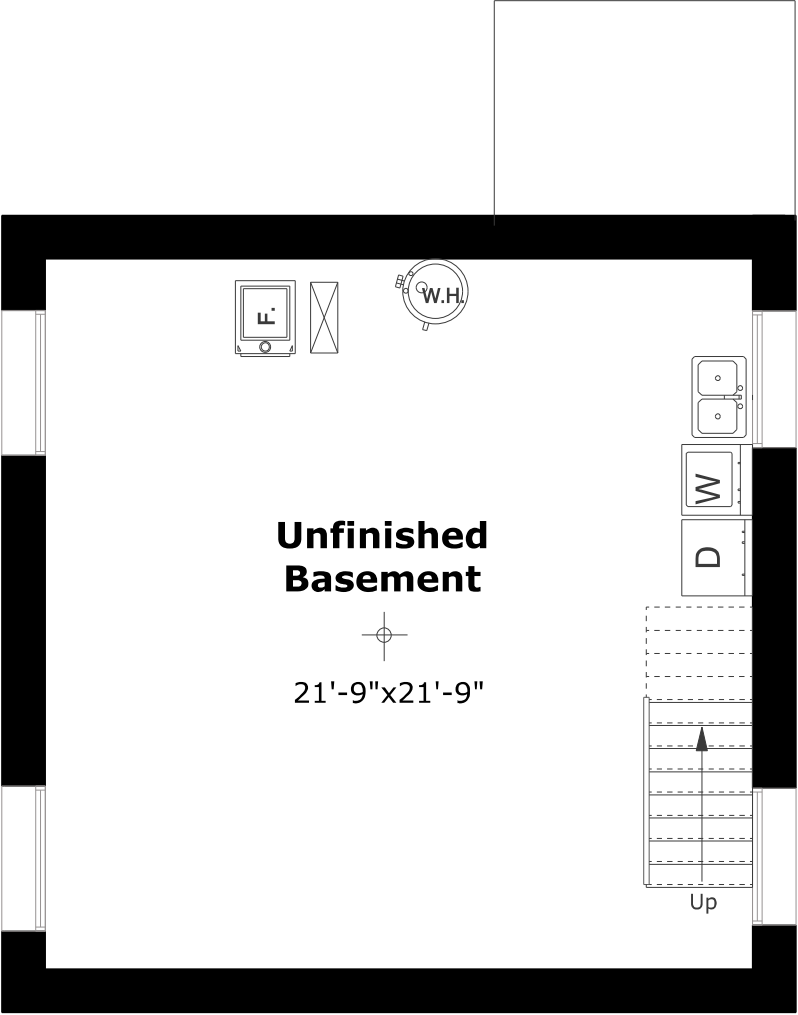 W.H.
F.
W
Unfinished
Basement
D
21'-9"x21'-9"
Up